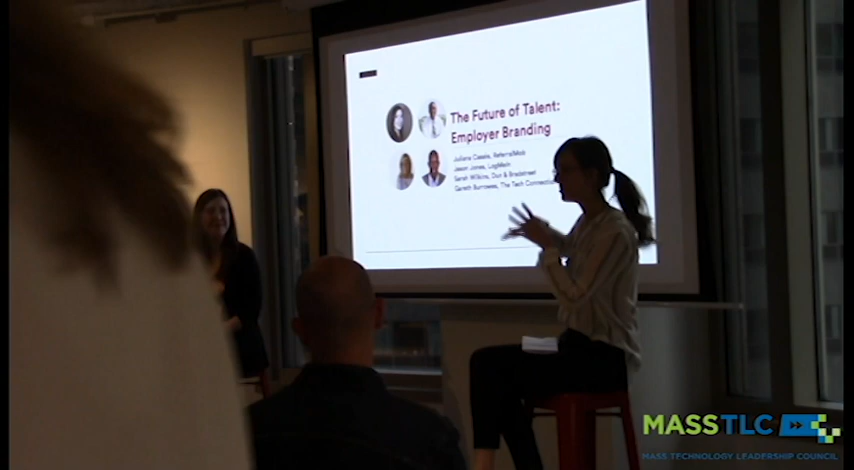 The Future of Talent:
Employer Branding
Juliana Casale, ReferralMob
Jason Jones, LogMeIn
Sarah Wilkins, Dun & Bradstreet
Gareth Burrowes, The Tech Connection
MASSTLC
MASS TECHNOLOGY LEADERSHIP COUNCIL